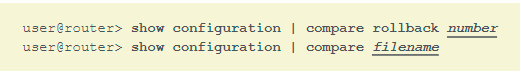 user@router> show configuration | compare rollback number
user@router> show configuration | compare filename